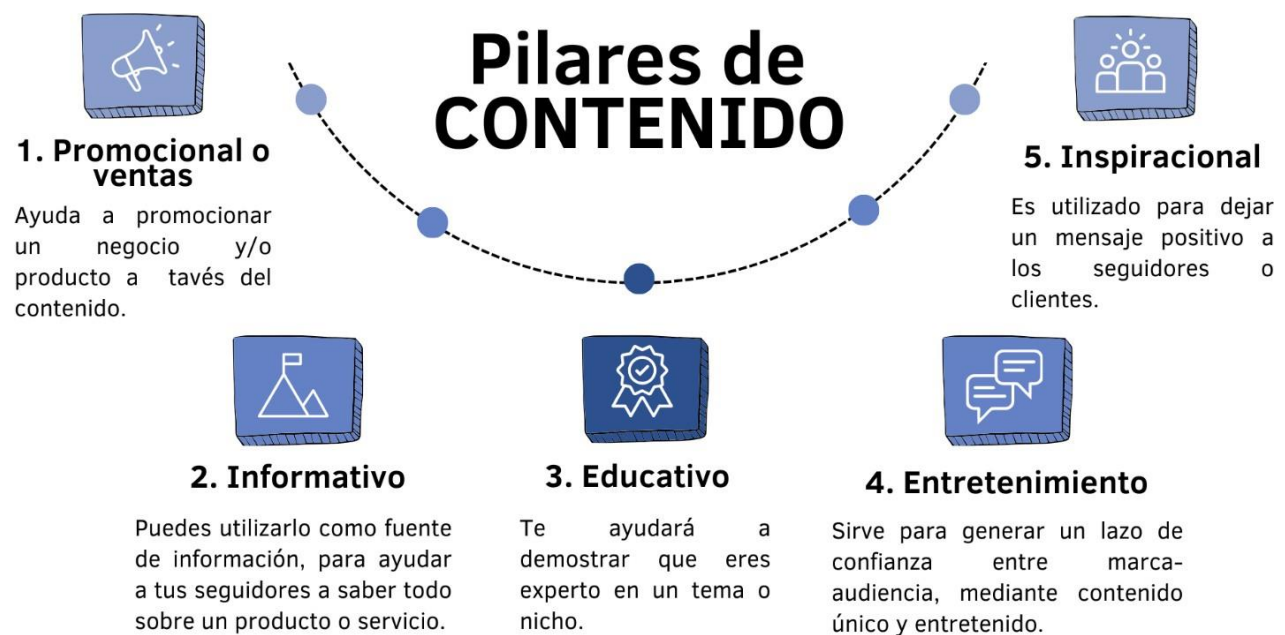 Pilares de
CONTENIDO
1. Promocional o
ventas
Ayuda a promocionar
un negocio y/o
producto a tavés del
contenido.
2. Informativo
Puedes utilizarlo como fuente
de información, para ayudar
a tus seguidores a saber todo
sobre un producto o servicio.
3. Educativo
Te ayudará a
demostrar que eres
experto en un tema o
nicho.
4. Entretenimiento
Sirve para generar un lazo de
confianza entre marca-
audiencia, mediante contenido
único y entretenido.
5. Inspiracional
Es utilizado para dejar
un mensaje positivo a
los seguidores o
clientes.